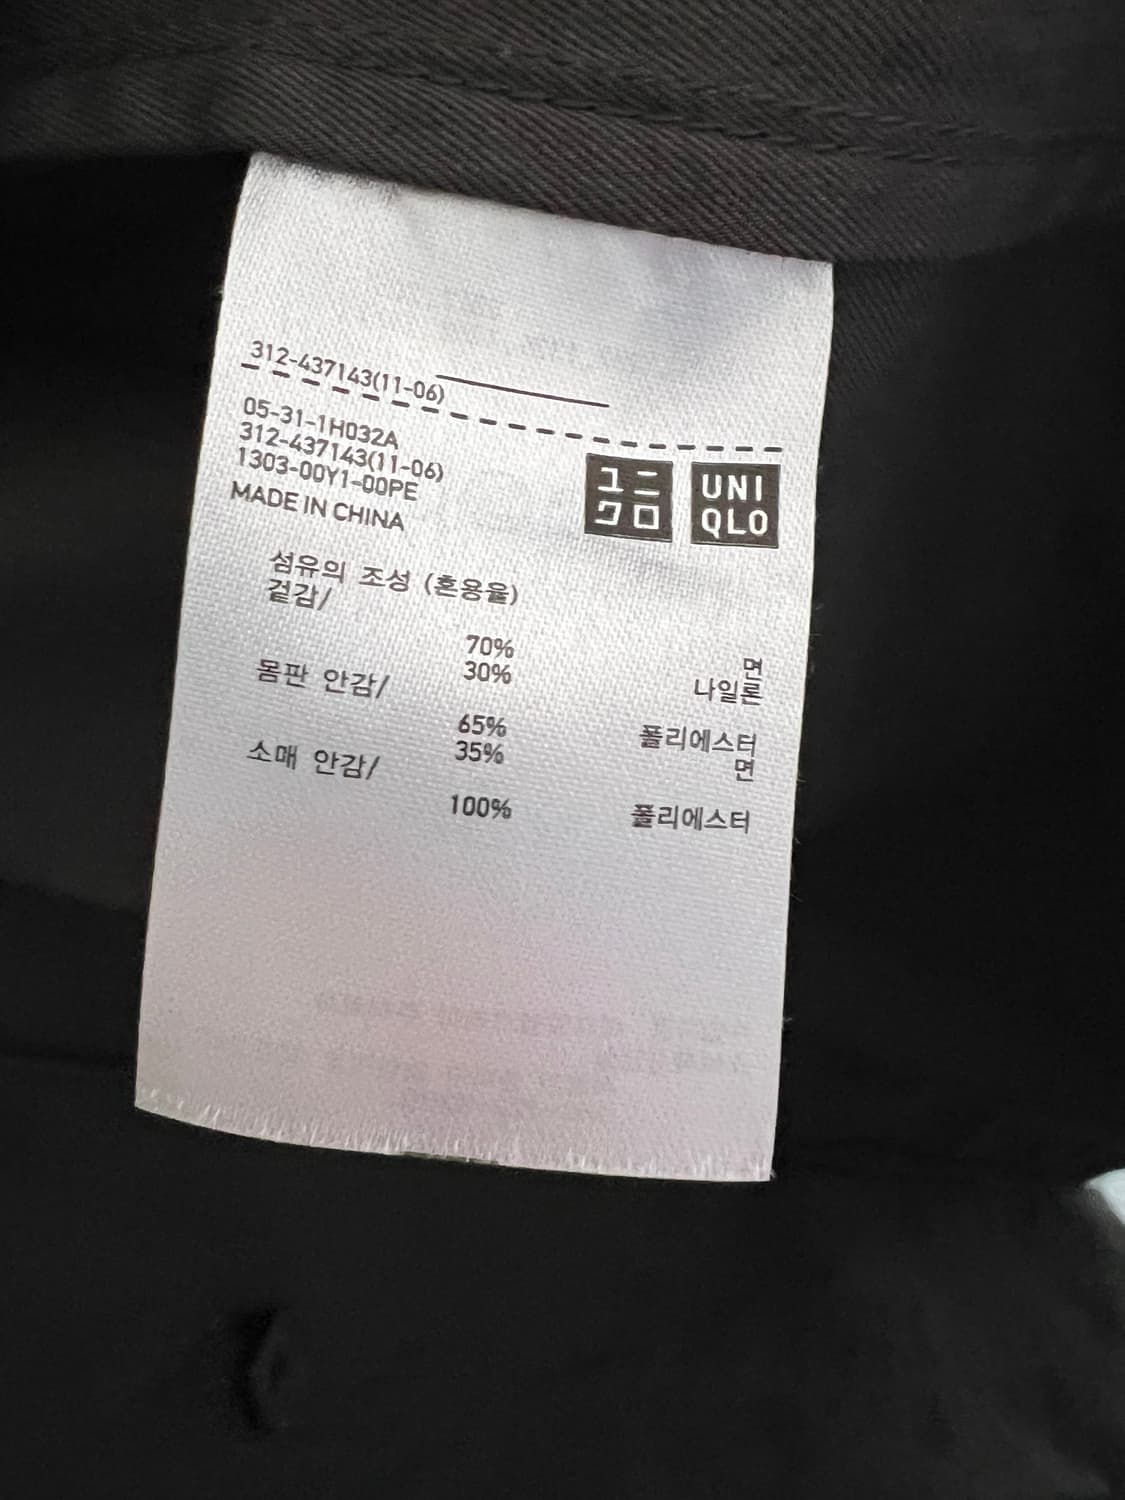 312-437143(11-06)
05-31-1H032A
312-437143(11-06)
1303-00Y1-00PE
MADE IN CHINA
ユニ
クロ
UNI
QLO
섬유의 조성 (혼용율)
겉감/
70% 면
30% 나일론
몸판 안감/
65% 폴리에스터
35% 면
소매 안감/
100% 폴리에스터